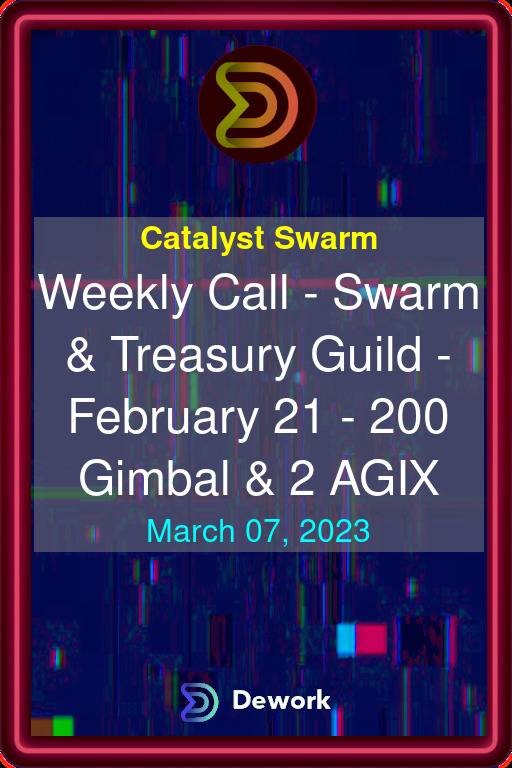 Catalyst Swarm
Weekly Call - Swarm
& Treasury Guild -
February 21 - 200
Gimbal & 2 AGIX
March 07, 2023
Dework